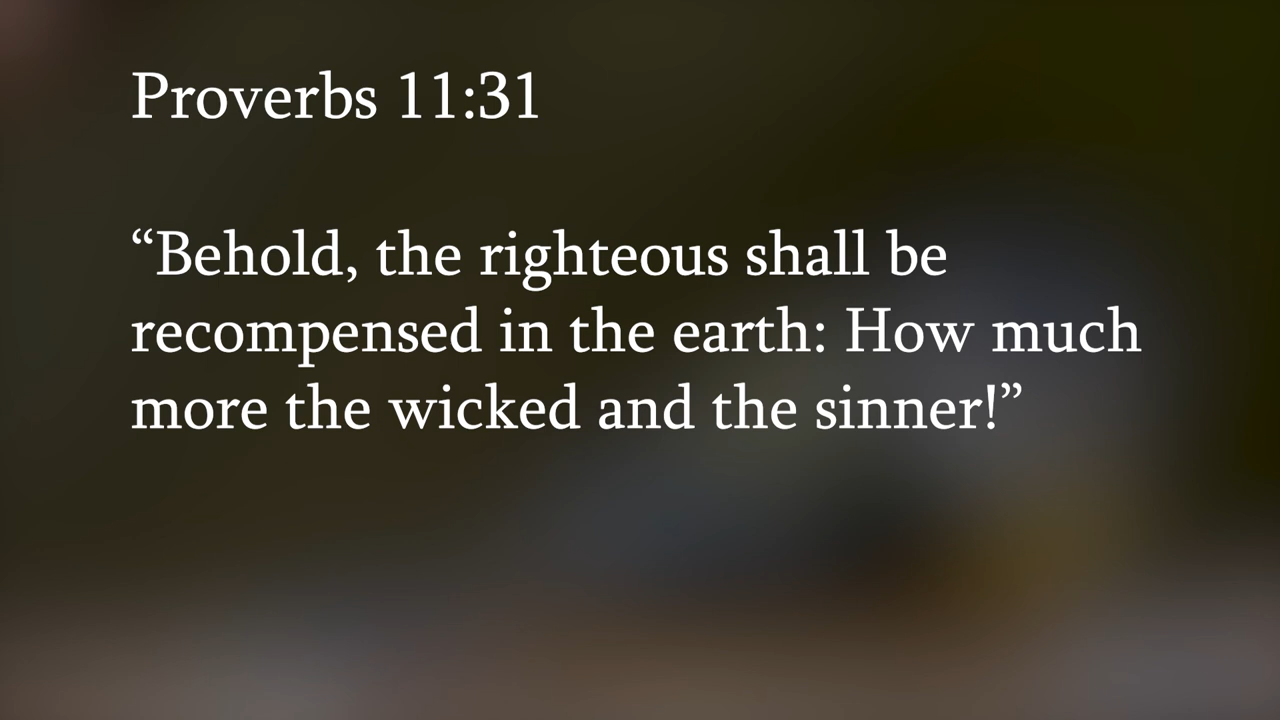 Proverbs 11:31
“Behold, the righteous shall be
recompensed in the earth: How much
more the wicked and the sinner!”